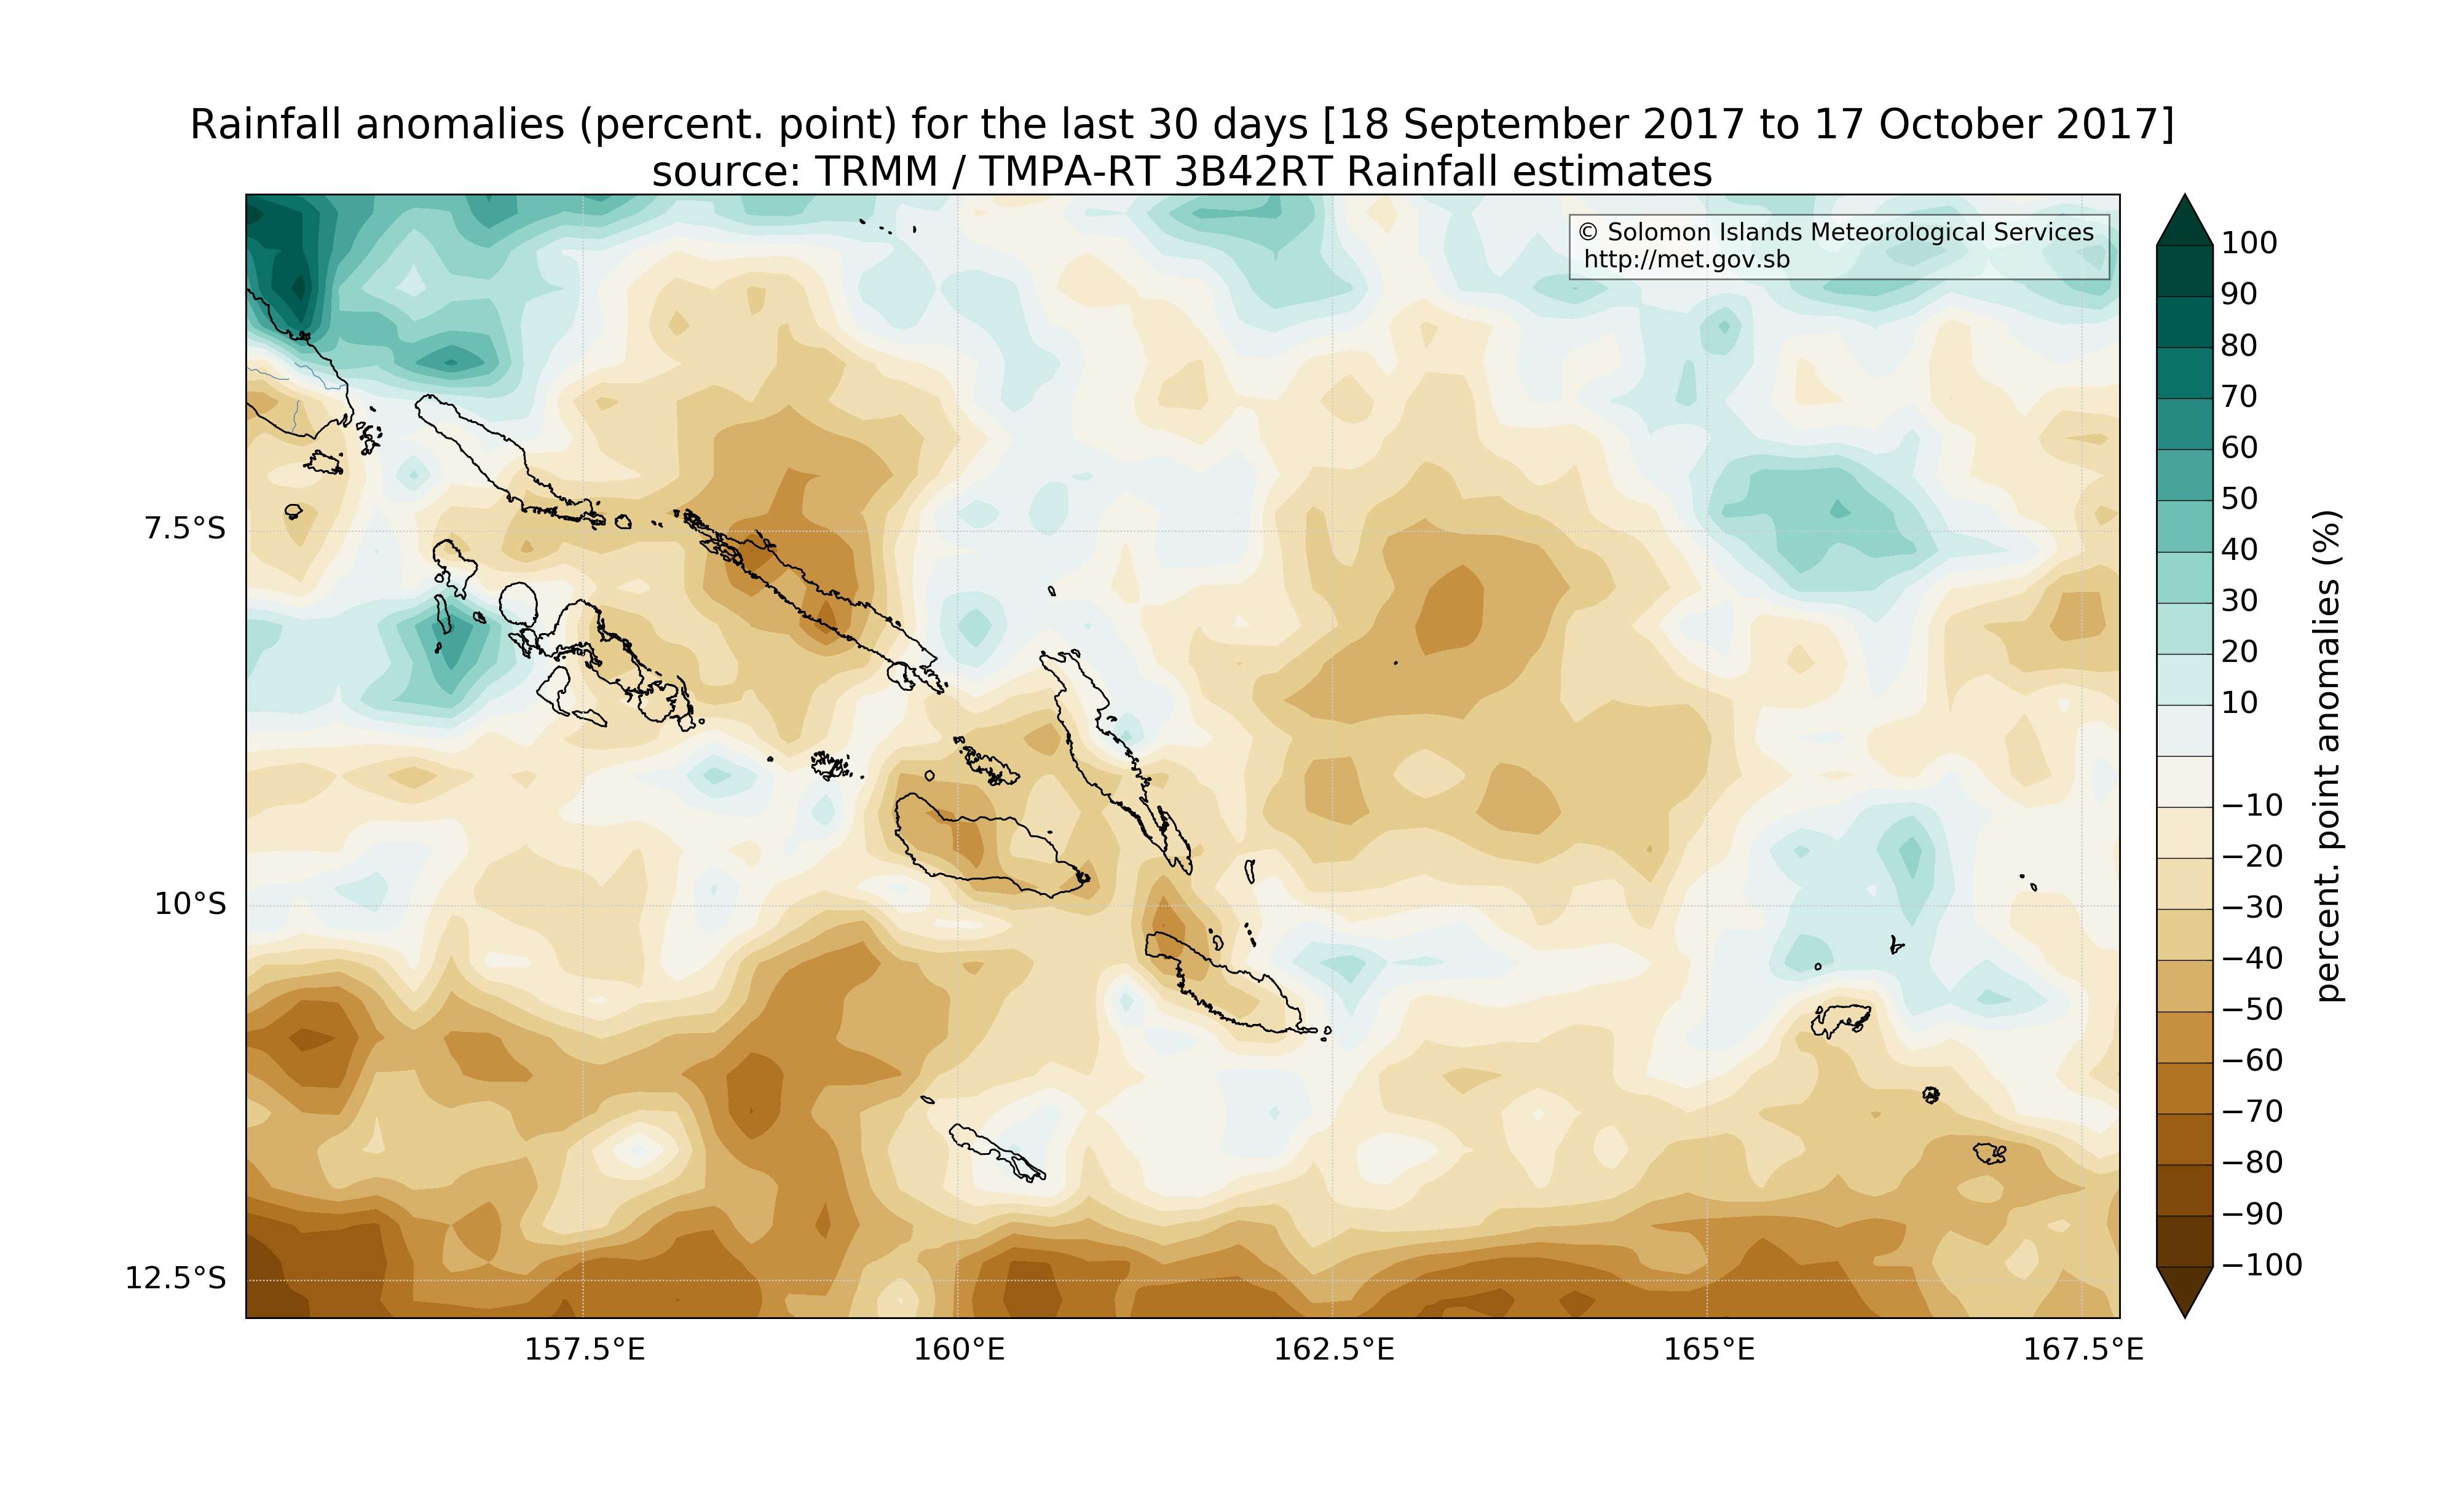 Rainfall anomalies (percent. point) for the last 30 days [18 September 2017 to 17 October 2017]
source: TRMM / TMPA-RT 3B42RT Rainfall estimates
© Solomon Islands Meteorological Services
http://met.gov.sb
7.5°S
10°S
12.5°S
157.5°E
160°E
162.5°E
165°E
167.5°E
100
90
80
70
60
50
40
30
20
10
−10
−20
−30
−40
−50
−60
−70
−80
−90
−100
percent. point anomalies (%)